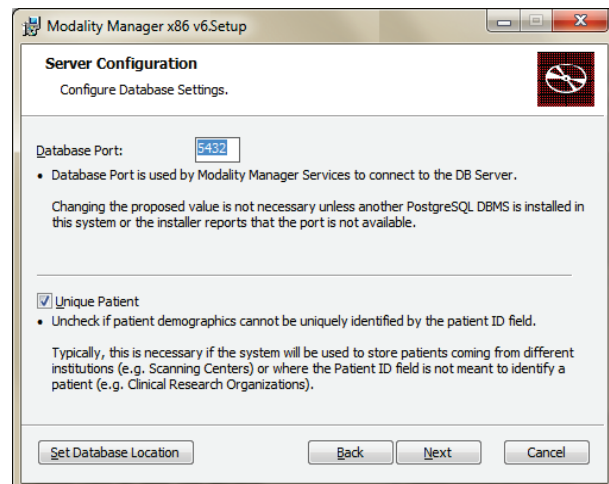 Modality Manager x86 v6.Setup
Server Configuration
Configure Database Settings.
Database Port:
5432
• Database Port is used by Modality Manager Services to connect to the DB Server.
Changing the proposed value is not necessary unless another PostgreSQL DBMS is installed in
this system or the installer reports that the port is not available.
Unique Patient
• Uncheck if patient demographics cannot be uniquely identified by the patient ID field.
Typically, this is necessary if the system will be used to store patients coming from different
institutions (e.g. Scanning Centers) or where the Patient ID field is not meant to identify a
patient (e.g. Clinical Research Organizations).
Set Database Location
Back
Next
Cancel